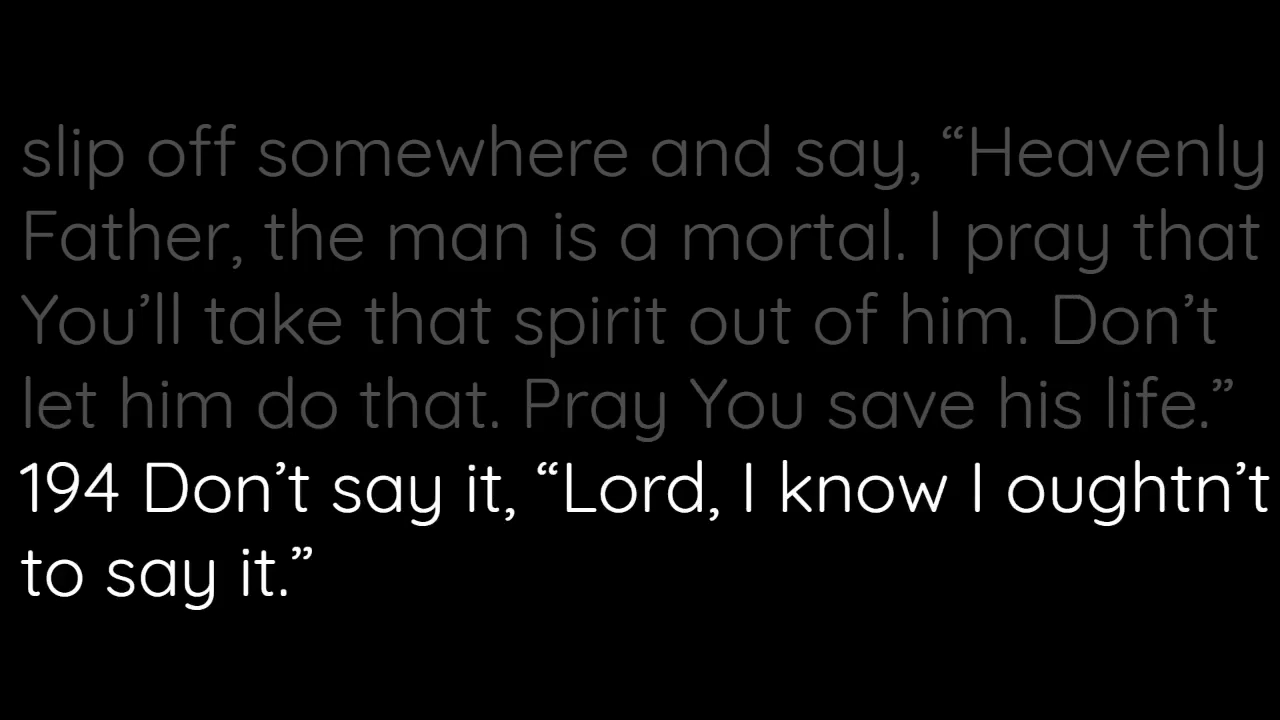 slip off somewhere and say, “Heavenly
Father, the man is a mortal. I pray that
You’ll take that spirit out of him. Don’t
let him do that. Pray You save his life.”
194 Don’t say it, “Lord, I know I oughtn’t
to say it.”